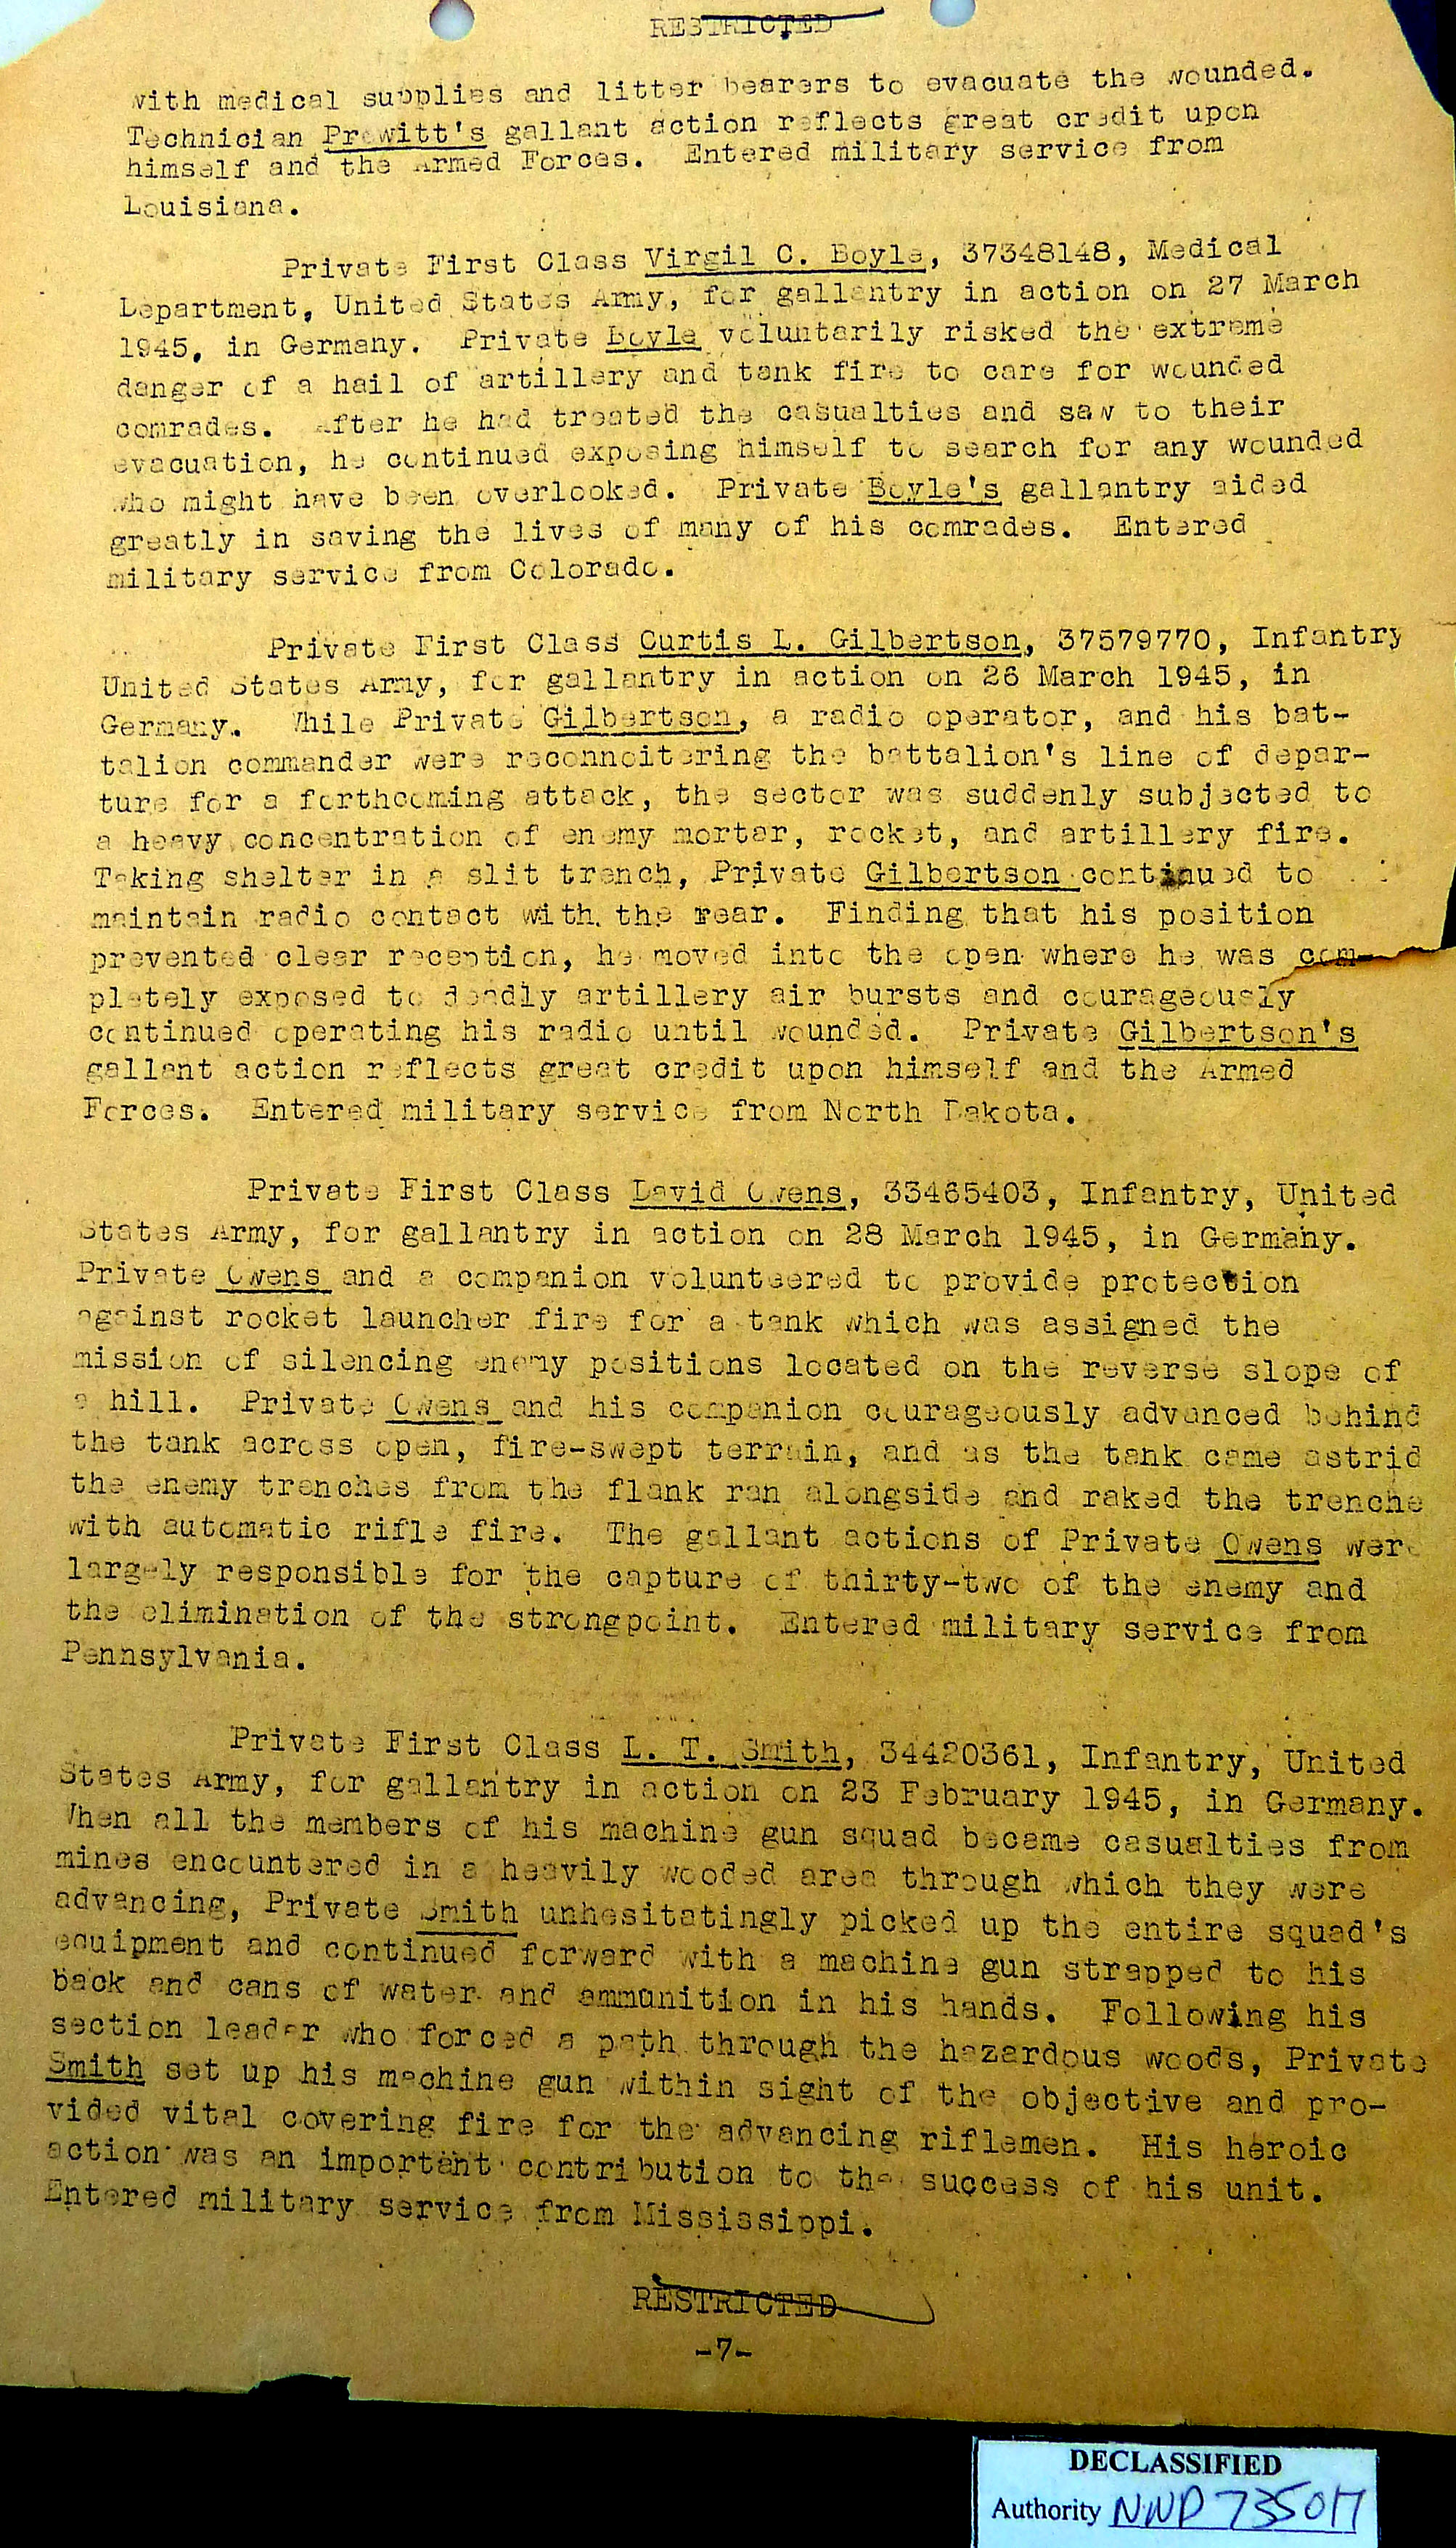 RESTRICTED
with medical supplies and litter bearers to evacuate the wounded.
Technician Prewitt's gallant action reflects great credit upon
himself and the Armed Forces. Entered military service from
Louisiana.
Private First Class Virgil C. Boyle, 37348148, Medical
Department, United States Army, for gallantry in action on 27 March
1945, in Germany. Private Boyle voluntarily risked the extreme
danger of a hail of artillery and tank fire to care for wounded
comrades. After he had treated the casualties and saw to their
evacuation, he continued exposing himself to search for any wounded
who might have been overlooked. Private Boyle's gallantry aided
greatly in saving the lives of many of his comrades. Entered
military service from Colorado.
Private First Class Curtis L. Gilbertson, 37579770, Infantry
United States Army, for gallantry in action on 26 March 1945, in
Germany. While Private Gilbertson, a radio operator, and his bat-
talion commander were reconnoitering the battalion's line of depar-
ture for a forthcoming attack, the sector was suddenly subjected to
a heavy concentration of enemy mortar, rocket, and artillery fire.
Taking shelter in a slit trench, Private Gilbertson continued to
maintain radio contact with the rear. Finding that his position
prevented clear reception, he moved into the open where he was com-
pletely exposed to deadly artillery air bursts and courageously
continued operating his radio until wounded. Private Gilbertson's
gallant action reflects great credit upon himself and the Armed
Forces. Entered military service from North Dakota.
Private First Class David Owens, 33465403, Infantry, United
States Army, for gallantry in action on 28 March 1945, in Germany.
Private Owens and a companion volunteered to provide protection
against rocket launcher fire for a tank which was assigned the
mission of silencing enemy positions located on the reverse slope of
a hill. Private Owens and his companion courageously advanced behind
the tank across open, fire-swept terrain, and as the tank came astrid
the enemy trenches from the flank ran alongside and raked the trenche
with automatic rifle fire. The gallant actions of Private Owens were
largely responsible for the capture of thirty-two of the enemy and
the elimination of the strongpoint. Entered military service from
Pennsylvania.
Private First Class L. T. Smith, 34420361, Infantry, United
States Army, for gallantry in action on 23 February 1945, in Germany.
When all the members of his machine gun squad became casualties from
mines encountered in a heavily wooded area through which they were
advancing, Private Smith unhesitatingly picked up the entire squad's
equipment and continued forward with a machine gun strapped to his
back and cans of water and ammunition in his hands. Following his
section leader who forced a path through the hazardous woods, Private
Smith set up his machine gun within sight of the objective and pro-
vided vital covering fire for the advancing riflemen. His heroic
action was an important contribution to the success of his unit.
Entered military service from Mississippi.
RESTRICTED
-7-
DECLASSIFIED
Authority NND 735017